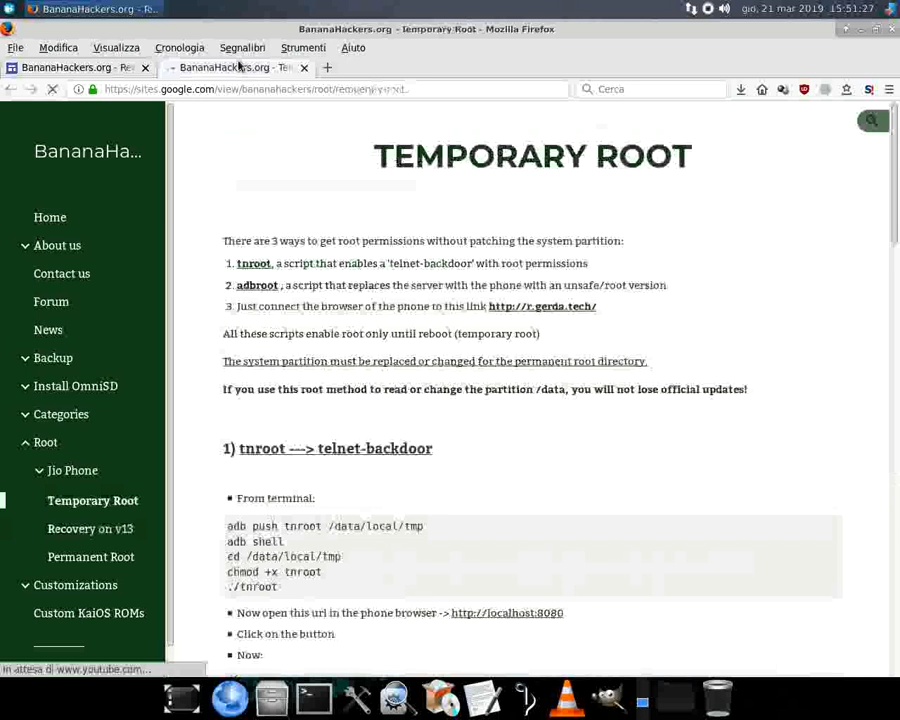 BananaHackers.org - Te...
gio, 21 mar 2019 15:51:27
BananaHackers.org - Temporary Root - Mozilla Firefox
File Modifica Visualizza Cronologia Segnalibri Strumenti Aiuto
BananaHackers.org - Re
BananaHackers.org - Te
https://sites.google.com/view/bananahackers/root/
Cerca
BananaHa...
TEMPORARY ROOT
Home
About us
Contact us
Forum
News
Backup
Install OmniSD
Categories
Root
Jio Phone
Temporary Root
Recovery on v13
Permanent Root
Customizations
Custom KaiOS ROMs
There are 3 ways to get root permissions without patching the system partition:
1. tnroot, a script that enables a 'telnet-backdoor' with root permissions
2. adbroot , a script that replaces the server with the phone with an unsafe/root version
3. Just connect the browser of the phone to this link http://r.gerda.tech/
All these scripts enable root only until reboot (temporary root)
The system partition must be replaced or changed for the permanent root directory.
If you use this root method to read or change the partition /data, you will not lose official updates!
1) tnroot ---> telnet-backdoor
From terminal:
adb push tnroot /data/local/tmp
adb shell
cd /data/local/tmp
chmod +x tnroot
./tnroot
Now open this url in the phone browser -> http://localhost:8080
Click on the button
Now:
In attesa di www.youtube.com...